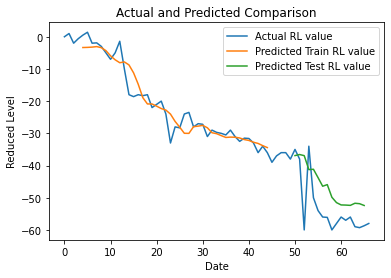 Actual and Predicted Comparison
Actual RL value
Predicted Train RL value
Predicted Test RL value
Reduced Level
0
−10
−20
−30
−40
−50
−60
0 10 20 30 40 50 60
Date